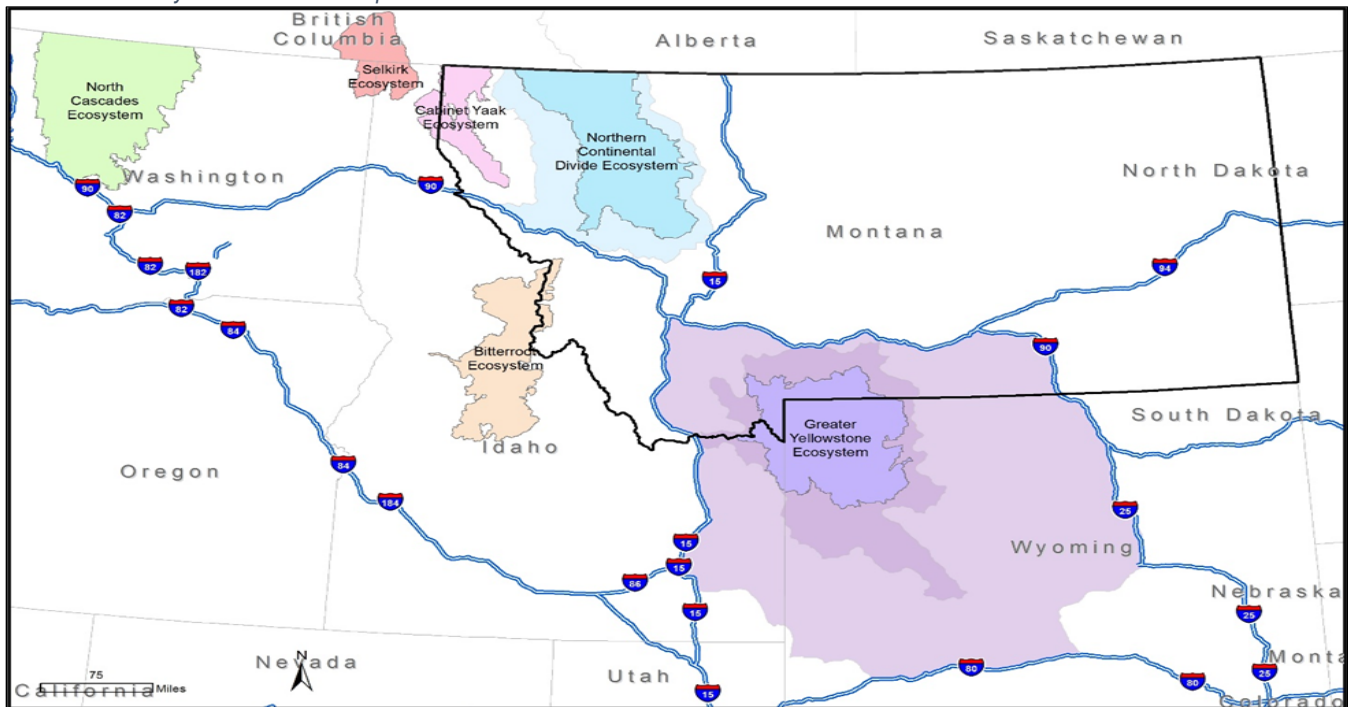 British
Columbia
Alberta
Saskatchewan
Selkirk
Ecosystem
North
Cascades
Ecosystem
Cabinet Yaak
Ecosystem
Northern
Continental
Divide Ecosystem
North Dakota
Washington
90
90
82
Montana
82
182
15
94
82
84
90
Bitterroot
Ecosystem
South Dakota
Greater
Yellowstone
Ecosystem
Idaho
Oregon
84
184
25
15
Wyoming
15
86
Nebraska
15
25
N
Nevada
Utah
80
Monta
25
75
Miles
California
15
80
Colorado